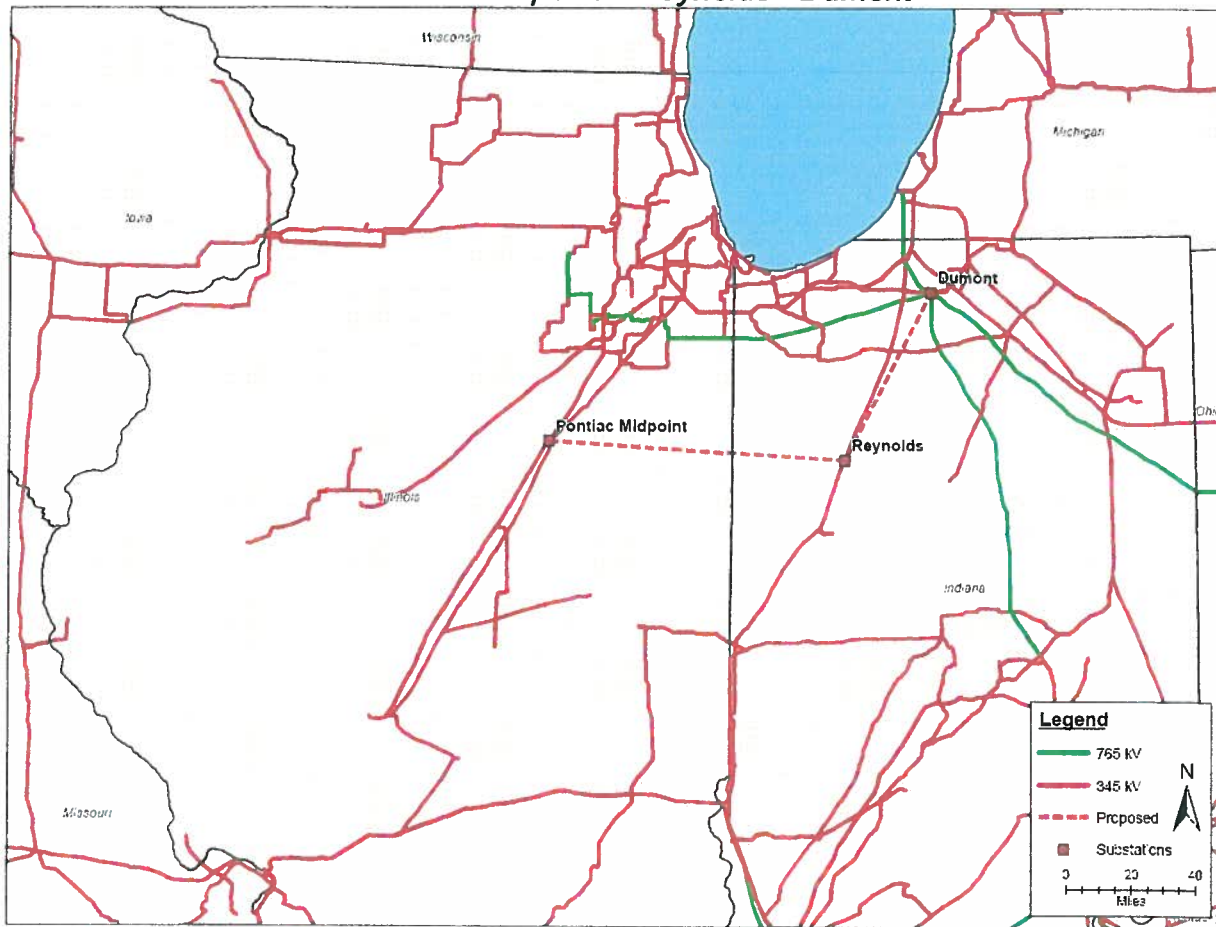 Wisconsin
Michigan
Iowa
Dumont
Pontiac Midpoint
Reynolds
Illinois
Indiana
Missouri
Legend
765 kV
345 kV
Proposed
Substations
N
0 20 40
Miles